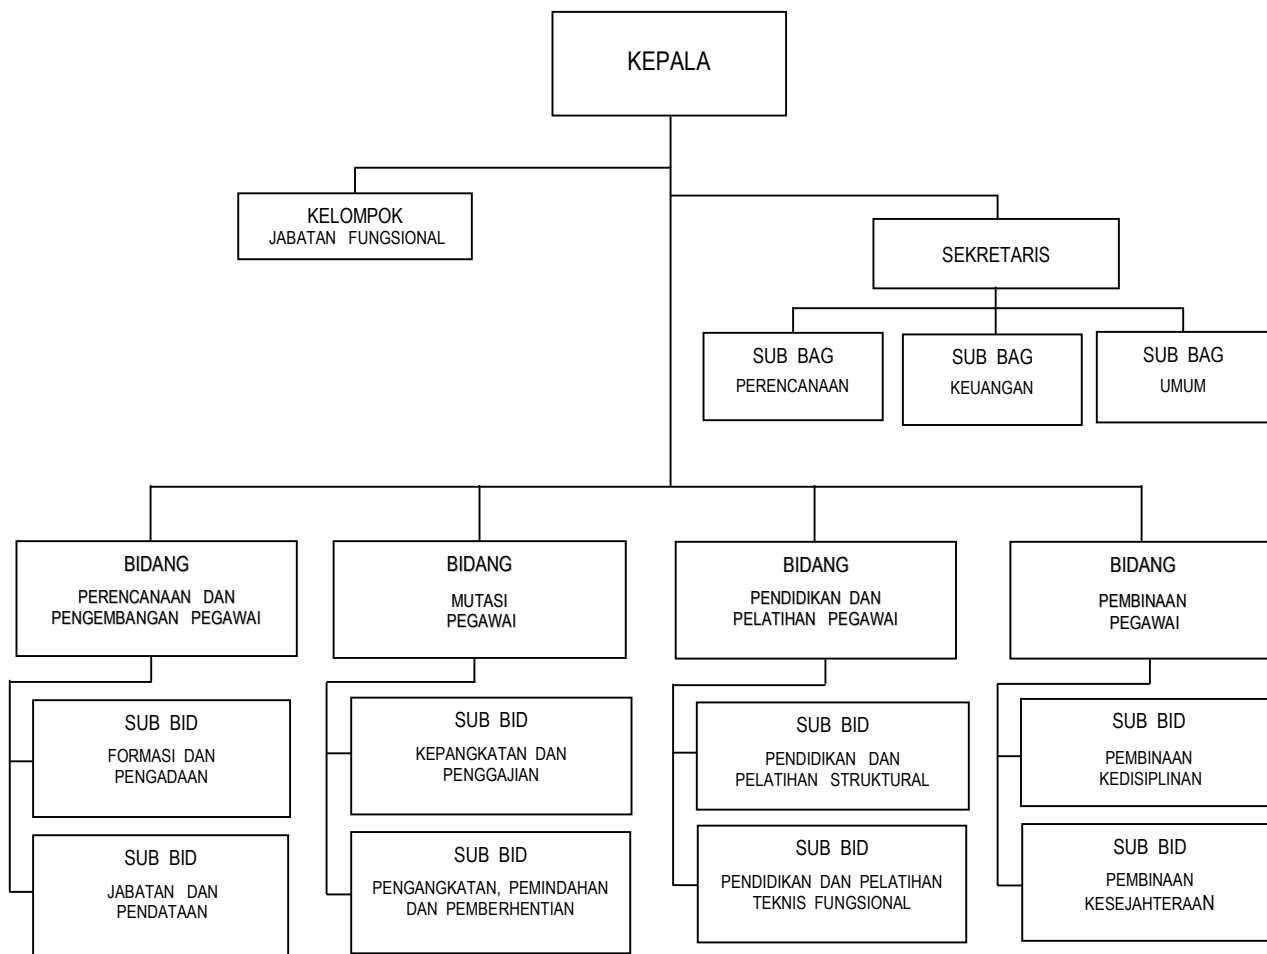 KEPALA
KELOMPOK
JABATAN FUNGSIONAL
SEKRETARIS
SUB BAG
PERENCANAAN
SUB BAG
KEUANGAN
SUB BAG
UMUM
BIDANG
PERENCANAAN DAN
PENGEMBANGAN PEGAWAI
BIDANG
MUTASI
PEGAWAI
BIDANG
PENDIDIKAN DAN
PELATIHAN PEGAWAI
BIDANG
PEMBINAAN
PEGAWAI
SUB BID
FORMASI DAN
PENGADAAN
SUB BID
KEPANGKATAN DAN
PENGGAJIAN
SUB BID
PENDIDIKAN DAN
PELATIHAN STRUKTURAL
SUB BID
PEMBINAAN
KEDISIPLINAN
SUB BID
JABATAN DAN
PENDATAAN
SUB BID
PENGANGKATAN, PEMINDAHAN
DAN PEMBERHENTIAN
SUB BID
PENDIDIKAN DAN PELATIHAN
TEKNIS FUNGSIONAL
SUB BID
PEMBINAAN
KESEJAHTERAAN